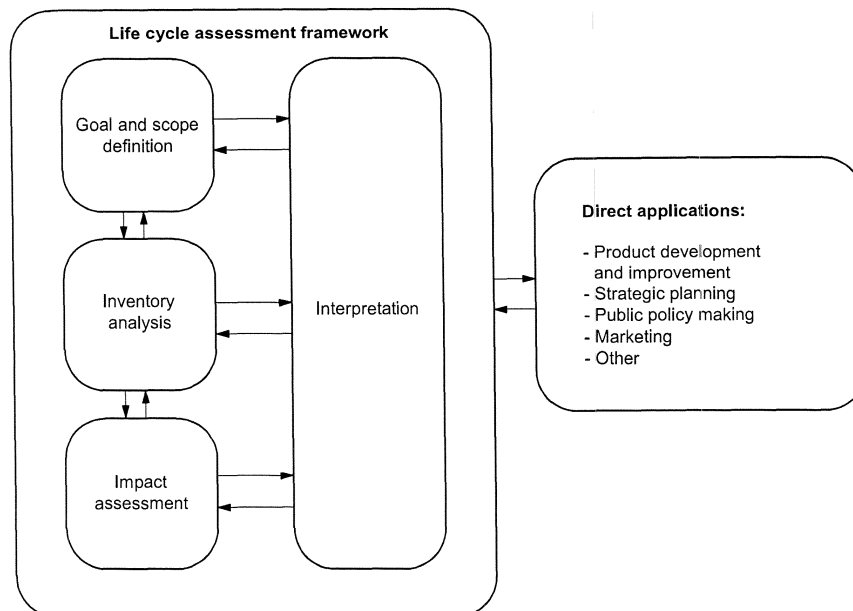 Life cycle assessment framework
Goal and scope
definition
Inventory
analysis
Impact
assessment
Interpretation
Direct applications:
- Product development
and improvement
- Strategic planning
- Public policy making
- Marketing
- Other